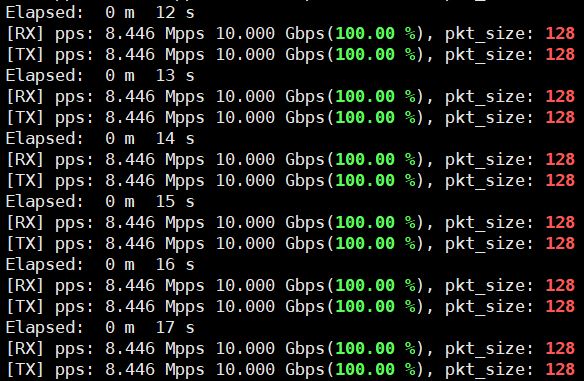 Elapsed:  0 m  12 s
[RX] pps: 8.446 Mpps 10.000 Gbps(100.00 %), pkt_size: 128
[TX] pps: 8.446 Mpps 10.000 Gbps(100.00 %), pkt_size: 128
Elapsed:  0 m  13 s
[RX] pps: 8.446 Mpps 10.000 Gbps(100.00 %), pkt_size: 128
[TX] pps: 8.446 Mpps 10.000 Gbps(100.00 %), pkt_size: 128
Elapsed:  0 m  14 s
[RX] pps: 8.446 Mpps 10.000 Gbps(100.00 %), pkt_size: 128
[TX] pps: 8.446 Mpps 10.000 Gbps(100.00 %), pkt_size: 128
Elapsed:  0 m  15 s
[RX] pps: 8.446 Mpps 10.000 Gbps(100.00 %), pkt_size: 128
[TX] pps: 8.446 Mpps 10.000 Gbps(100.00 %), pkt_size: 128
Elapsed:  0 m  16 s
[RX] pps: 8.446 Mpps 10.000 Gbps(100.00 %), pkt_size: 128
[TX] pps: 8.446 Mpps 10.000 Gbps(100.00 %), pkt_size: 128
Elapsed:  0 m  17 s
[RX] pps: 8.446 Mpps 10.000 Gbps(100.00 %), pkt_size: 128
[TX] pps: 8.446 Mpps 10.000 Gbps(100.00 %), pkt_size: 128